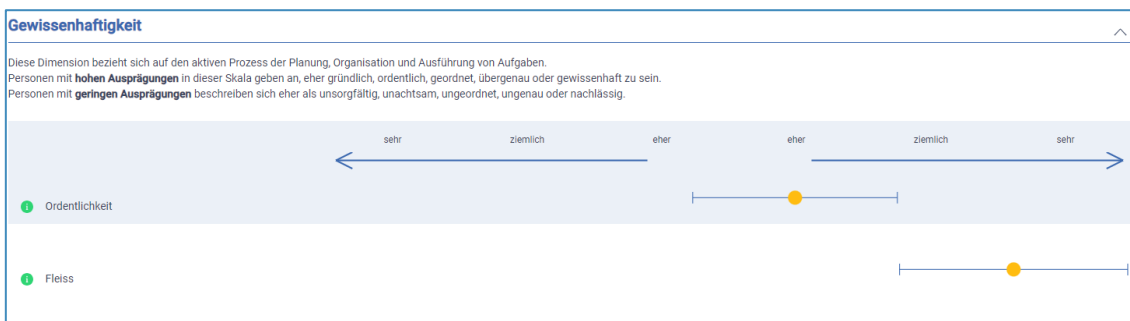 Gewissenhaftigkeit
Diese Dimension bezieht sich auf den aktiven Prozess der Planung, Organisation und Ausführung von Aufgaben.
Personen mit hohen Ausprägungen in dieser Skala geben an, eher gründlich, ordentlich, geordnet, übergenau oder gewissenhaft zu sein.
Personen mit geringen Ausprägungen beschreiben sich eher als unsorgfältig, unachtsam, ungeordnet, ungenau oder nachlässig.
sehr ziemlich eher eher ziemlich sehr
i Ordentlichkeit
i Fleiss